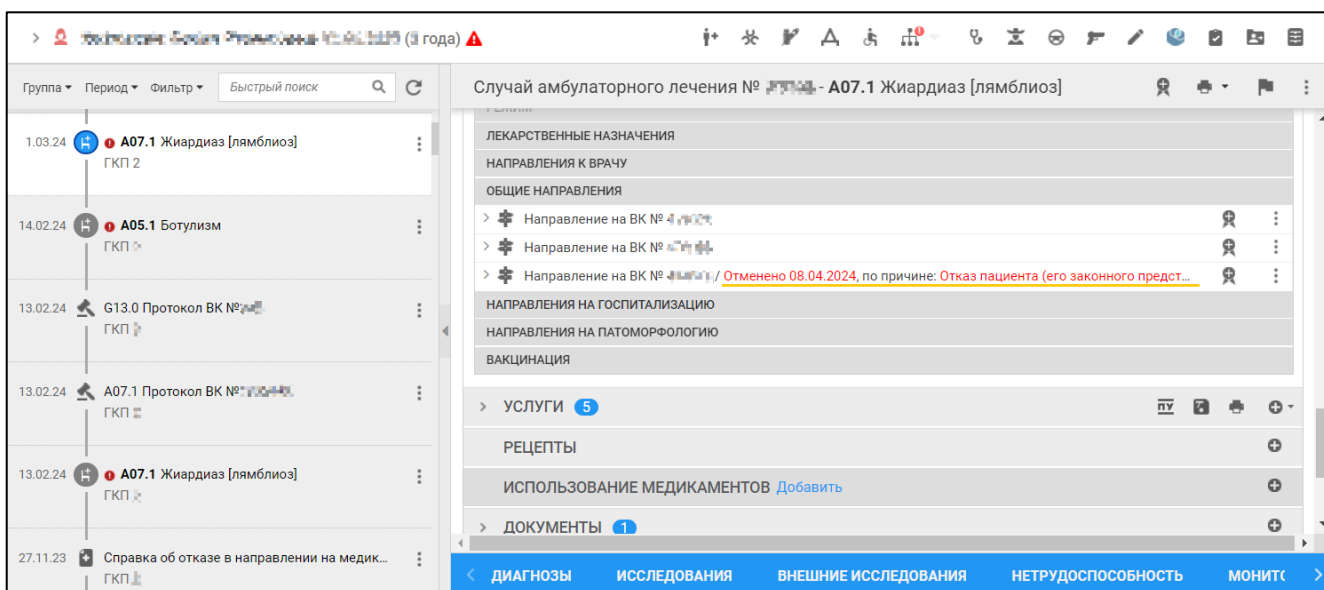 года)
Группа Период Фильтр Быстрый поиск
1.03.24 A07.1 Жиардиаз [лямблиоз]
ГКП 2
14.02.24 A05.1 Ботулизм
ГКП
13.02.24 G13.0 Протокол ВК №
ГКП
13.02.24 A07.1 Протокол ВК №
ГКП
13.02.24 A07.1 Жиардиаз [лямблиоз]
ГКП
27.11.23 Справка об отказе в направлении на медик...
ГКП
Случай амбулаторного лечения № - A07.1 Жиардиаз [лямблиоз]
РЕЖИМ
ЛЕКАРСТВЕННЫЕ НАЗНАЧЕНИЯ
НАПРАВЛЕНИЯ К ВРАЧУ
ОБЩИЕ НАПРАВЛЕНИЯ
Направление на ВК №
Направление на ВК №
Направление на ВК № / Отменено 08.04.2024, по причине: Отказ пациента (его законного предст...
НАПРАВЛЕНИЯ НА ГОСПИТАЛИЗАЦИЮ
НАПРАВЛЕНИЯ НА ПАТОМОРФОЛОГИЮ
ВАКЦИНАЦИЯ
УСЛУГИ 5 ПУ
РЕЦЕПТЫ
ИСПОЛЬЗОВАНИЕ МЕДИКАМЕНТОВ Добавить
ДОКУМЕНТЫ 1
ДИАГНОЗЫ ИССЛЕДОВАНИЯ ВНЕШНИЕ ИССЛЕДОВАНИЯ НЕТРУДОСПОСОБНОСТЬ МОНИТО